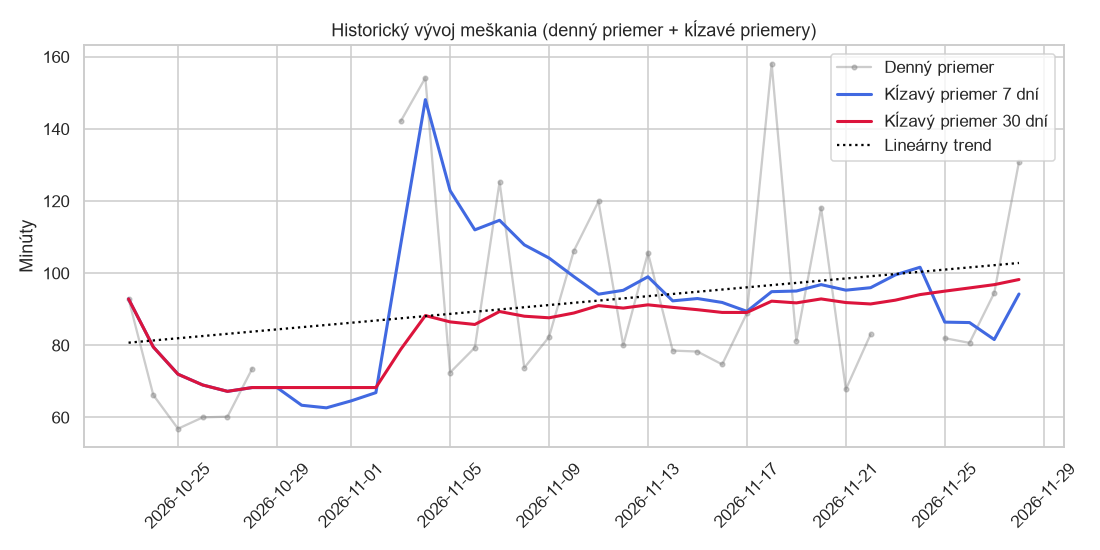 Historický vývoj meškania (denný priemer + kĺzavé priemery)
Minúty
160
140
120
100
80
60
Denný priemer
Kĺzavý priemer 7 dní
Kĺzavý priemer 30 dní
Lineárny trend
2026-10-25
2026-10-29
2026-11-01
2026-11-05
2026-11-09
2026-11-13
2026-11-17
2026-11-21
2026-11-25
2026-11-29